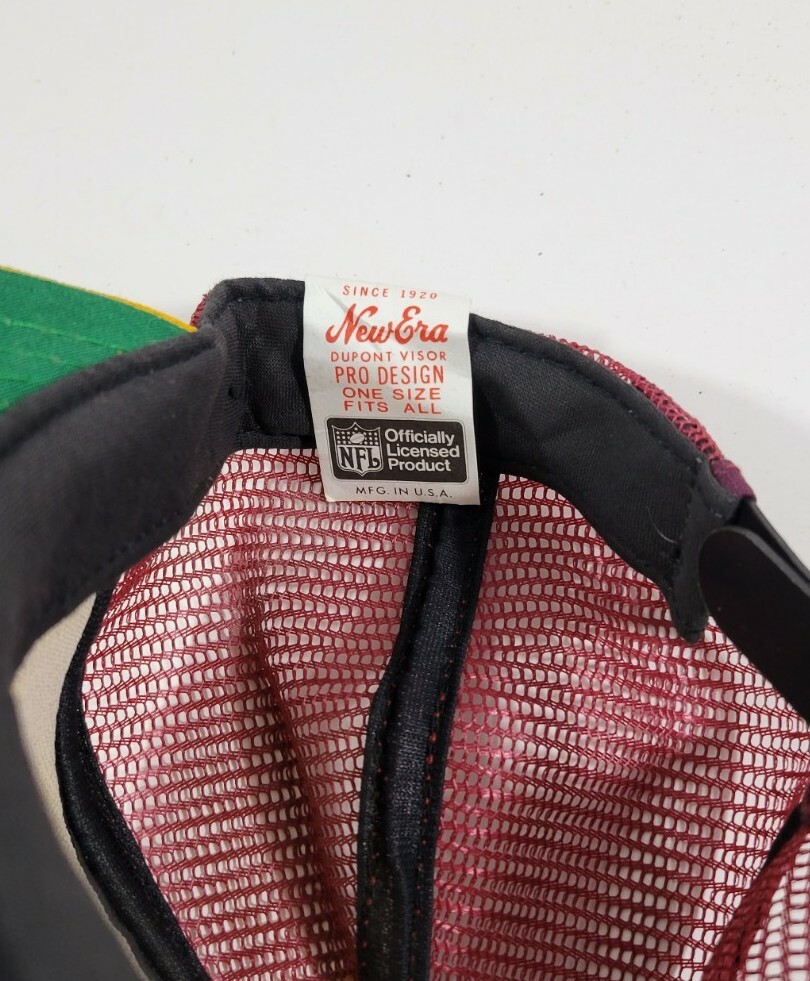 SINCE 1920
NewEra
DUPONT VISOR
PRO DESIGN
ONE SIZE
FITS ALL
NFL
Officially
Licensed
Product
MFG. IN U.S.A.